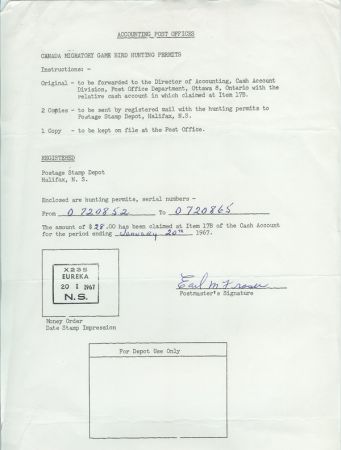 ACCOUNTING POST OFFICES
CANADA MIGRATORY GAME BIRD HUNTING PERMITS
Instructions: -
Original - to be forwarded to the Director of Accounting, Cash Account
Division, Post Office Department, Ottawa 8, Ontario with the
relative cash account in which claimed at Item 17B.
2 Copies - to be sent by registered mail with the hunting permits to
Postage Stamp Depot, Halifax, N.S.
1 Copy - to be kept on file at the Post Office.
REGISTERED
Postage Stamp Depot
Halifax, N. S.
Enclosed are hunting permits, serial numbers -
From 0 720852 To 0 720865
The amount of $ 28.00 has been claimed at Item 17B of the Cash Account
for the period ending January 20th 1967.
X235
EUREKA
20 I 1967
N.S.
Earl M Fraser
Postmaster's Signature
Money Order
Date Stamp Impression
For Depot Use Only